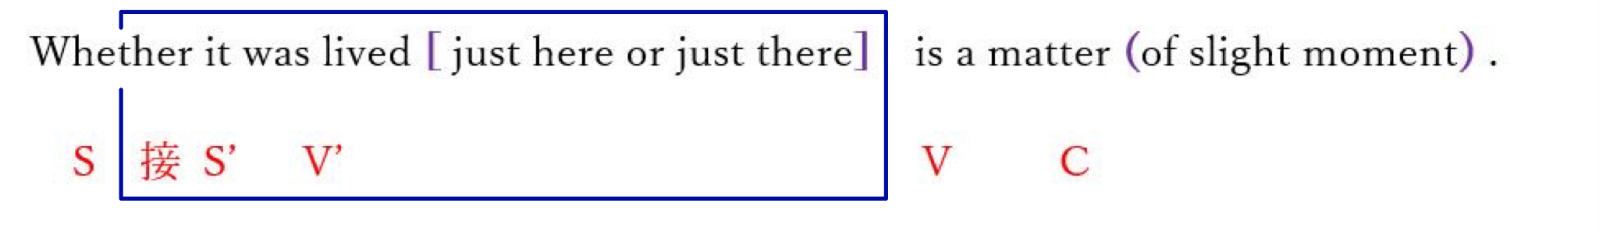 Whether it was lived [ just here or just there] is a matter (of slight moment) .
S 接 S’ V’ V C